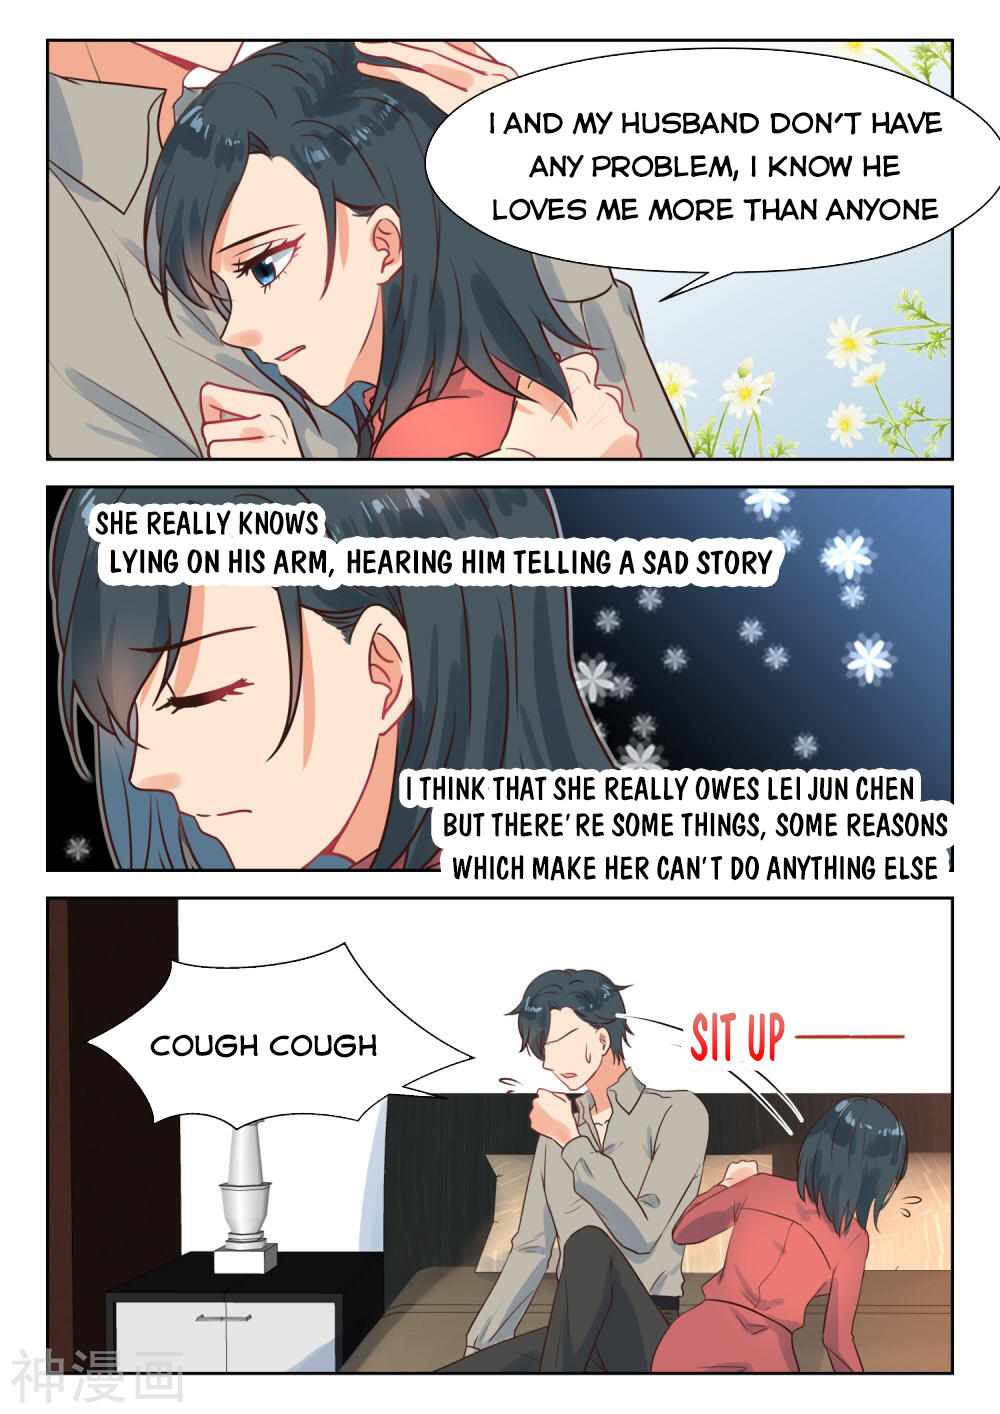 I AND MY HUSBAND DON'T HAVE
ANY PROBLEM, I KNOW HE
LOVES ME MORE THAN ANYONE
SHE REALLY KNOWS
LYING ON HIS ARM, HEARING HIM TELLING A SAD STORY
I THINK THAT SHE REALLY OWES LEI JUN CHEN
BUT THERE'RE SOME THINGS, SOME REASONS
WHICH MAKE HER CAN'T DO ANYTHING ELSE
COUGH COUGH
SIT UP ———
神漫画